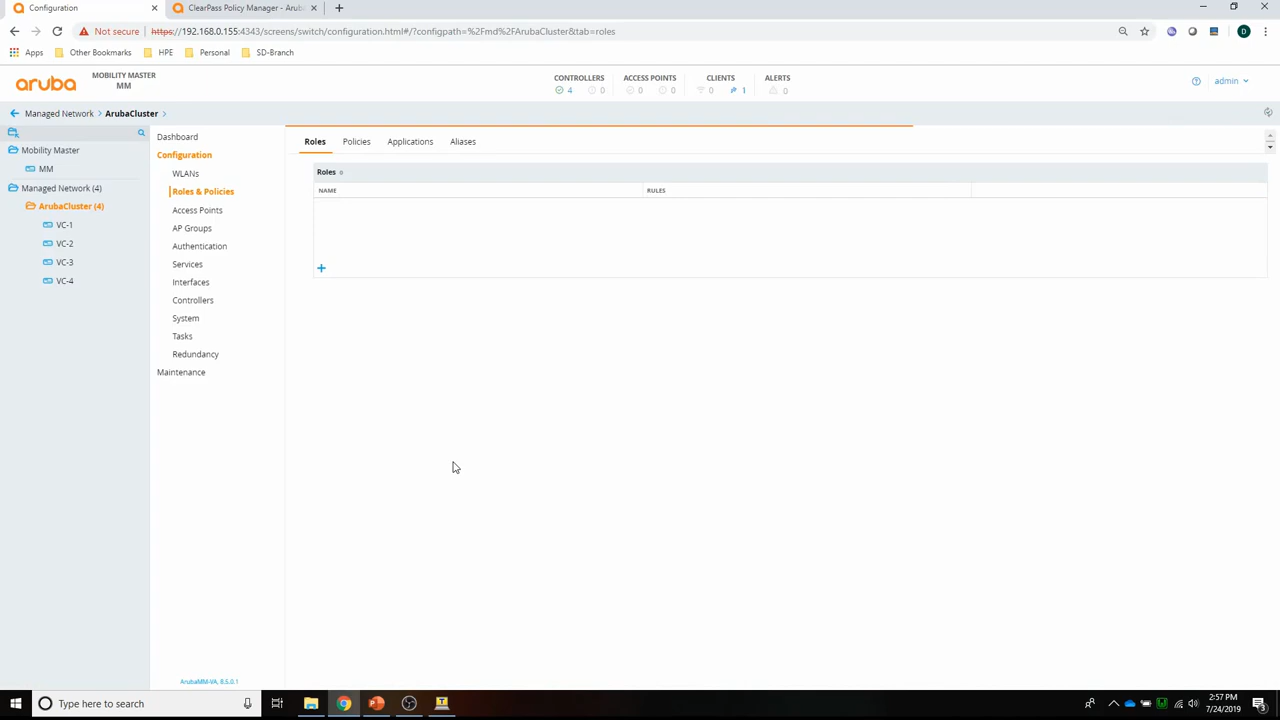 Configuration
ClearPass Policy Manager - Aruba
Not secure
https://192.168.0.155:4343/screens/switch/configuration.html#/?configpath=%2Fmd%2FArubaCluster&tab=roles
D
Apps
Other Bookmarks
HPE
Personal
SD-Branch
aruba
MOBILITY MASTER
MM
CONTROLLERS
4
0
ACCESS POINTS
0
0
CLIENTS
0
1
ALERTS
0
admin
Managed Network > ArubaCluster >
Mobility Master
MM
Managed Network (4)
ArubaCluster (4)
VC-1
VC-2
VC-3
VC-4
Dashboard
Configuration
WLANs
Roles & Policies
Access Points
AP Groups
Authentication
Services
Interfaces
Controllers
System
Tasks
Redundancy
Maintenance
ArubaMM-VA, 8.5.0.1
Roles
Policies
Applications
Aliases
Roles 0
NAME
RULES
Type here to search
2:57 PM
7/24/2019